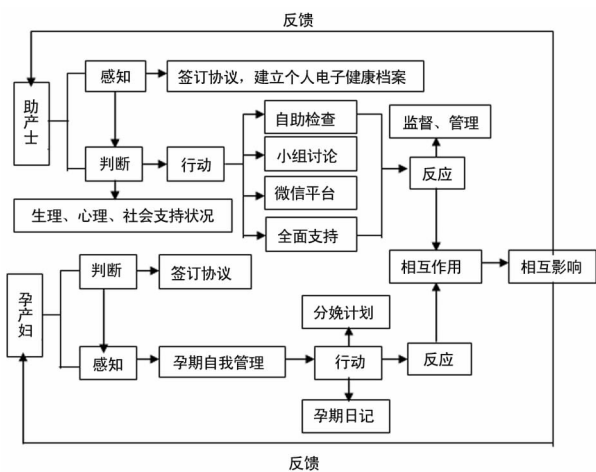 反馈
感知
签订协议，建立个人电子健康档案
助产士
自助检查
监督、管理
小组讨论
判断
行动
反应
微信平台
生理、心理、社会支持状况
全面支持
判断
签订协议
相互作用
相互影响
孕产妇
分娩计划
感知
孕期自我管理
行动
反应
孕期日记
反馈